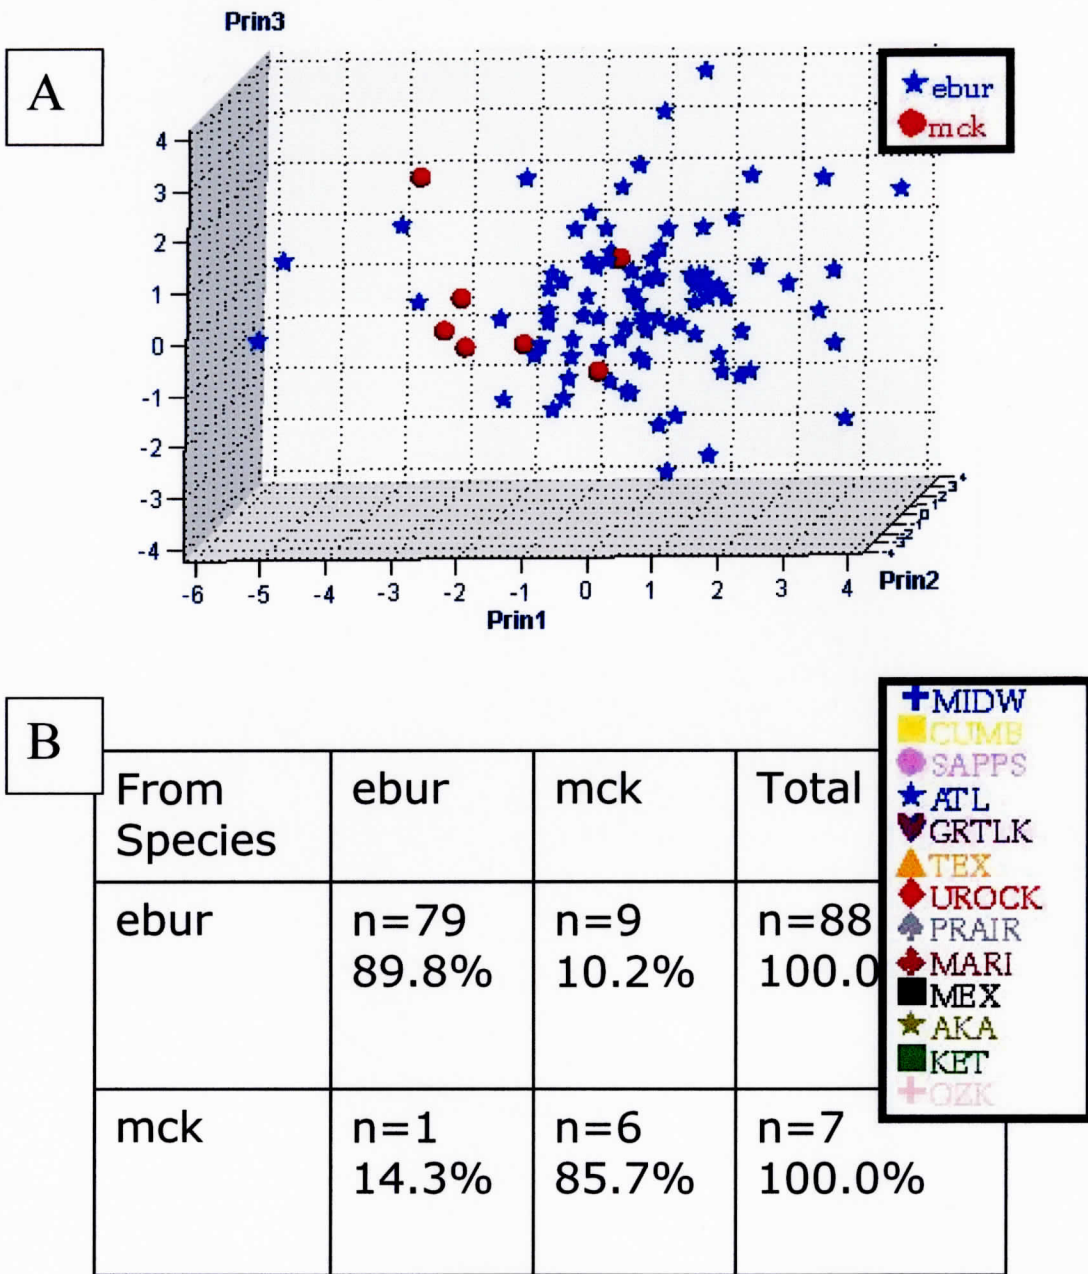 Prin3
A
ebur
mck
4
3
2
1
0
-1
-2
-3
-4
-6 -5 -4 -3 -2 -1 0 1 2 3 4
Prin1
Prin2
B
MIDW
CUMB
SAPPS
ATL
GRTLK
TEX
UROCK
PRAIR
MARI
MEX
AKA
KET
OZK
From ebur mck Total
Species
ebur n=79 n=9 n=88
89.8% 10.2% 100.0
mck n=1 n=6 n=7
14.3% 85.7% 100.0%